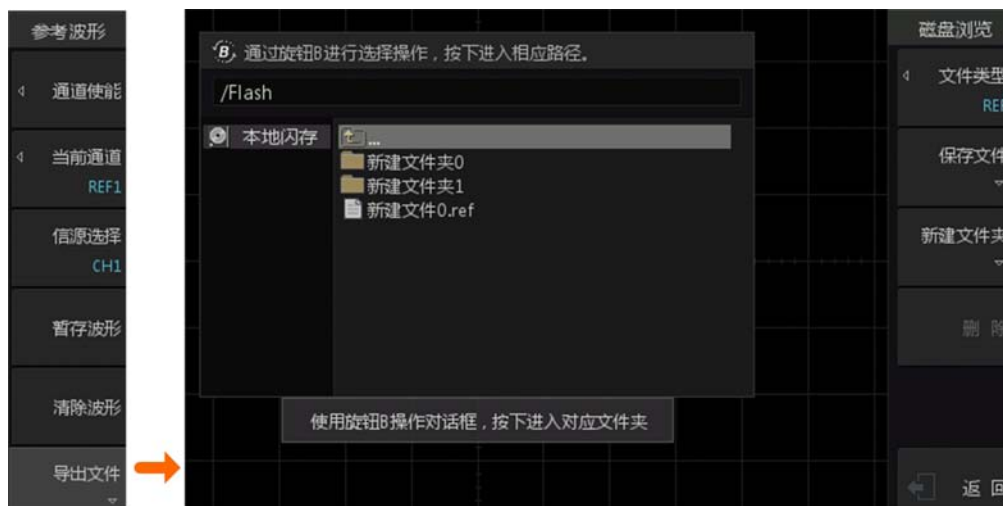 参考波形
通道使能
当前通道
REF1
信源选择
CH1
暂存波形
清除波形
导出文件
B 通过旋钮B进行选择操作，按下进入相应路径。
/Flash
本地闪存
...
新建文件夹0
新建文件夹1
新建文件0.ref
使用旋钮B操作对话框，按下进入对应文件夹
磁盘浏览
文件类型
REF
保存文件
新建文件夹
删 除
返 回